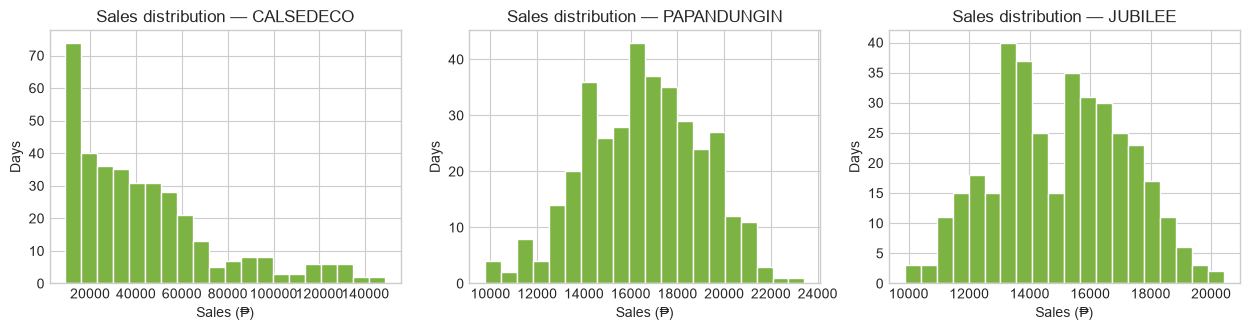 Sales distribution — CALSEDECO
70
60
50
40
30
20
10
0
Days
20000 40000 60000 80000 100000 120000 140000
Sales (₱)
Sales distribution — PAPANDUNGIN
40
30
20
10
0
Days
10000 12000 14000 16000 18000 20000 22000 24000
Sales (₱)
Sales distribution — JUBILEE
40
35
30
25
20
15
10
5
0
Days
10000 12000 14000 16000 18000 20000
Sales (₱)